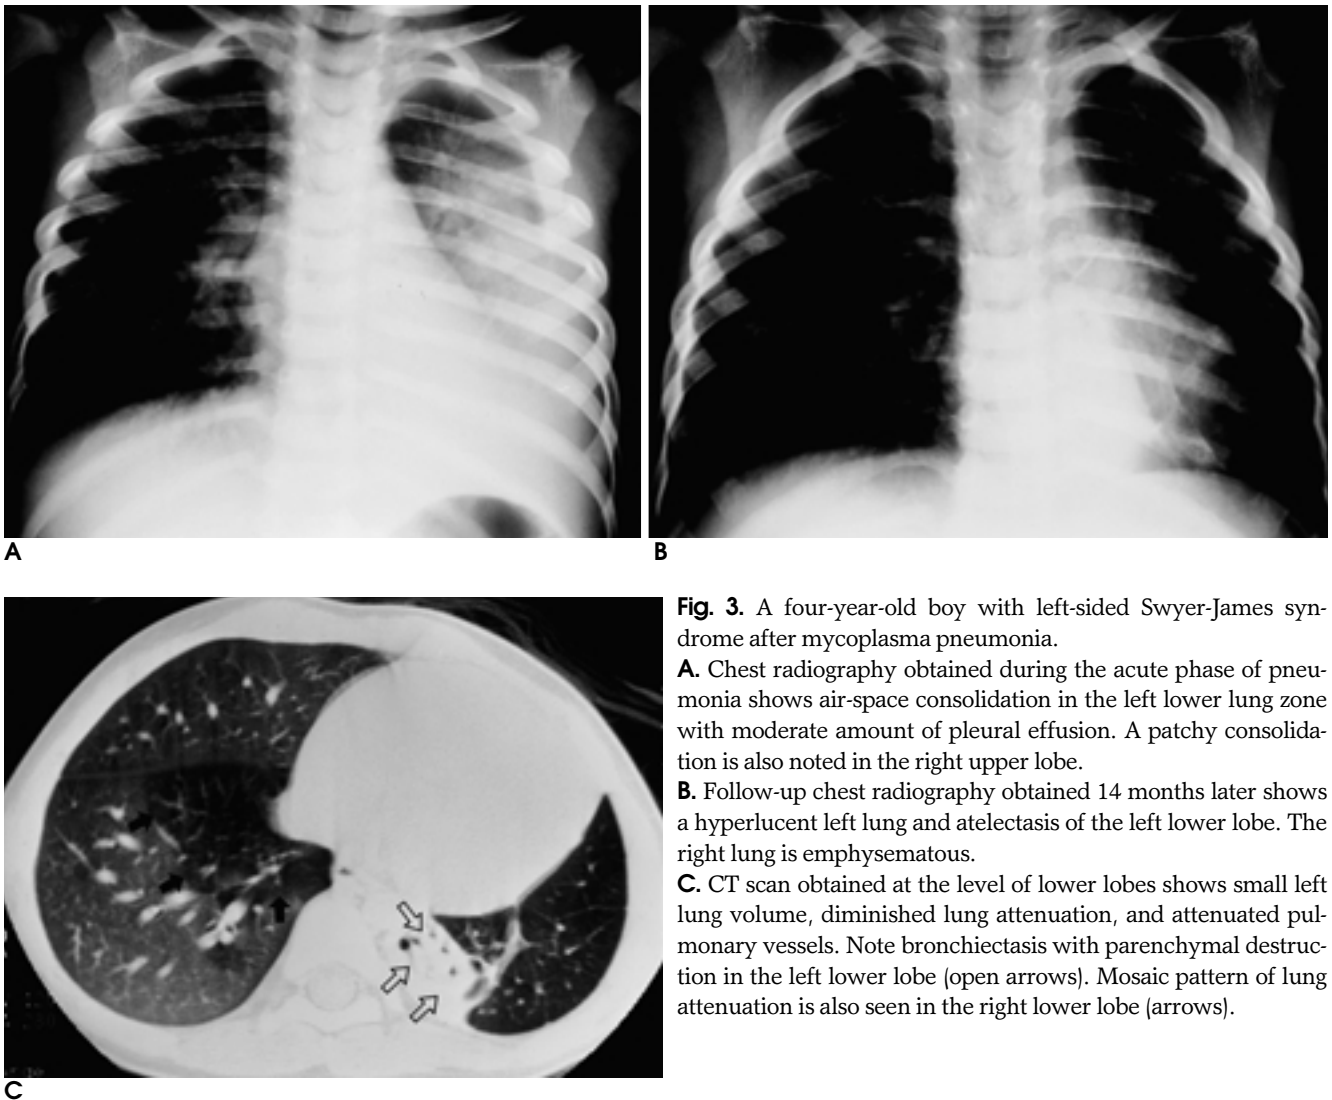 A
B
Fig. 3. A four-year-old boy with left-sided Swyer-James syn-
drome after mycoplasma pneumonia.
A. Chest radiography obtained during the acute phase of pneu-
monia shows air-space consolidation in the left lower lung zone
with moderate amount of pleural effusion. A patchy consolida-
tion is also noted in the right upper lobe.
B. Follow-up chest radiography obtained 14 months later shows
a hyperlucent left lung and atelectasis of the left lower lobe. The
right lung is emphysematous.
C. CT scan obtained at the level of lower lobes shows small left
lung volume, diminished lung attenuation, and attenuated pul-
monary vessels. Note bronchiectasis with parenchymal destruc-
tion in the left lower lobe (open arrows). Mosaic pattern of lung
attenuation is also seen in the right lower lobe (arrows).
C